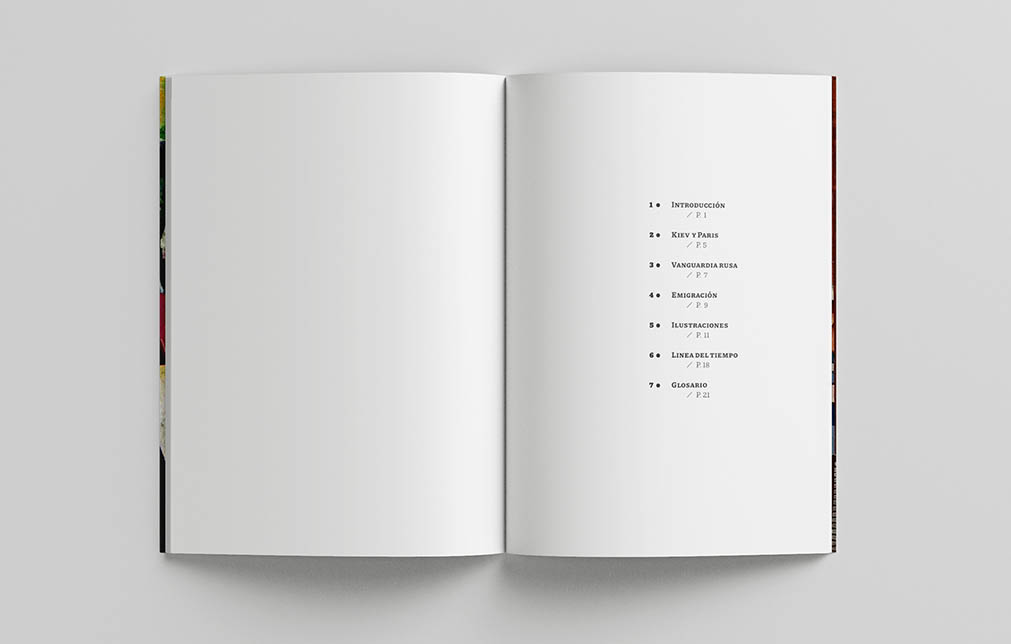 1 • Introducción
/ P. 1
2 • Kiev y Paris
/ P. 5
3 • Vanguardia rusa
/ P. 7
4 • Emigración
/ P. 9
5 • Ilustraciones
/ P. 11
6 • Linea del tiempo
/ P. 18
7 • Glosario
/ P. 21